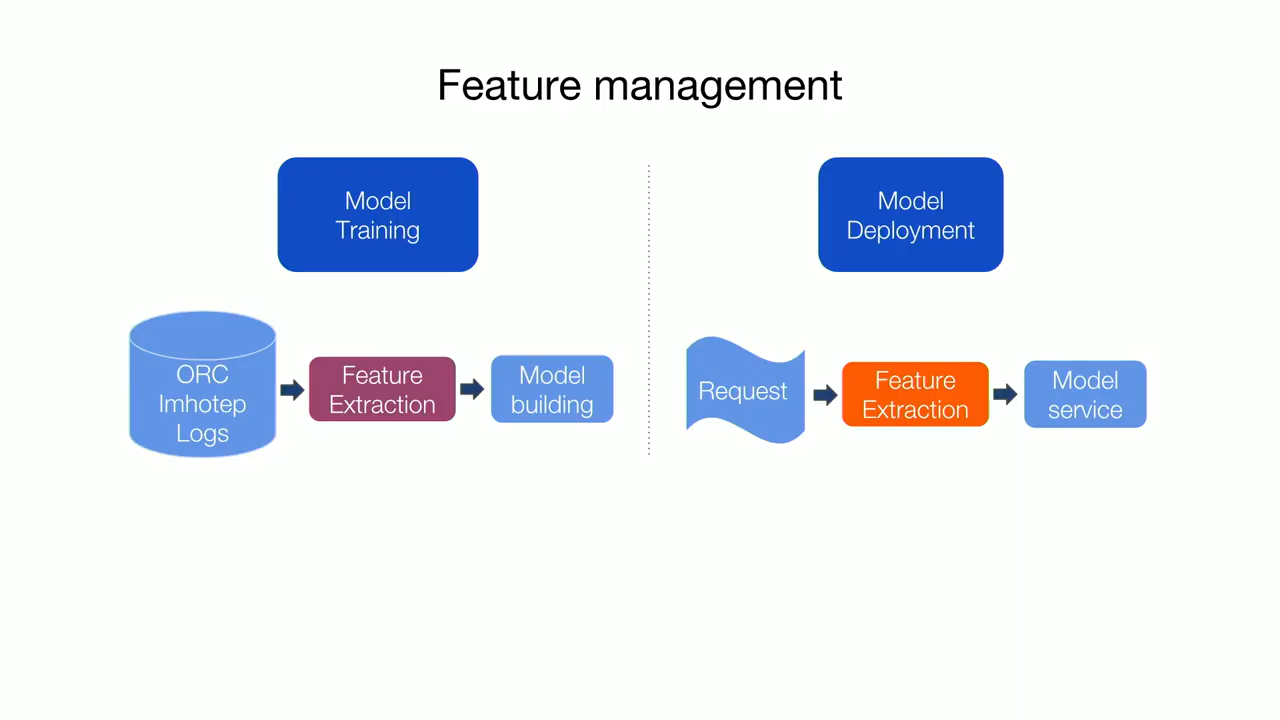 Feature management
Model
Training
Model
Deployment
ORC
Imhotep
Logs
Feature
Extraction
Model
building
Request
Feature
Extraction
Model
service